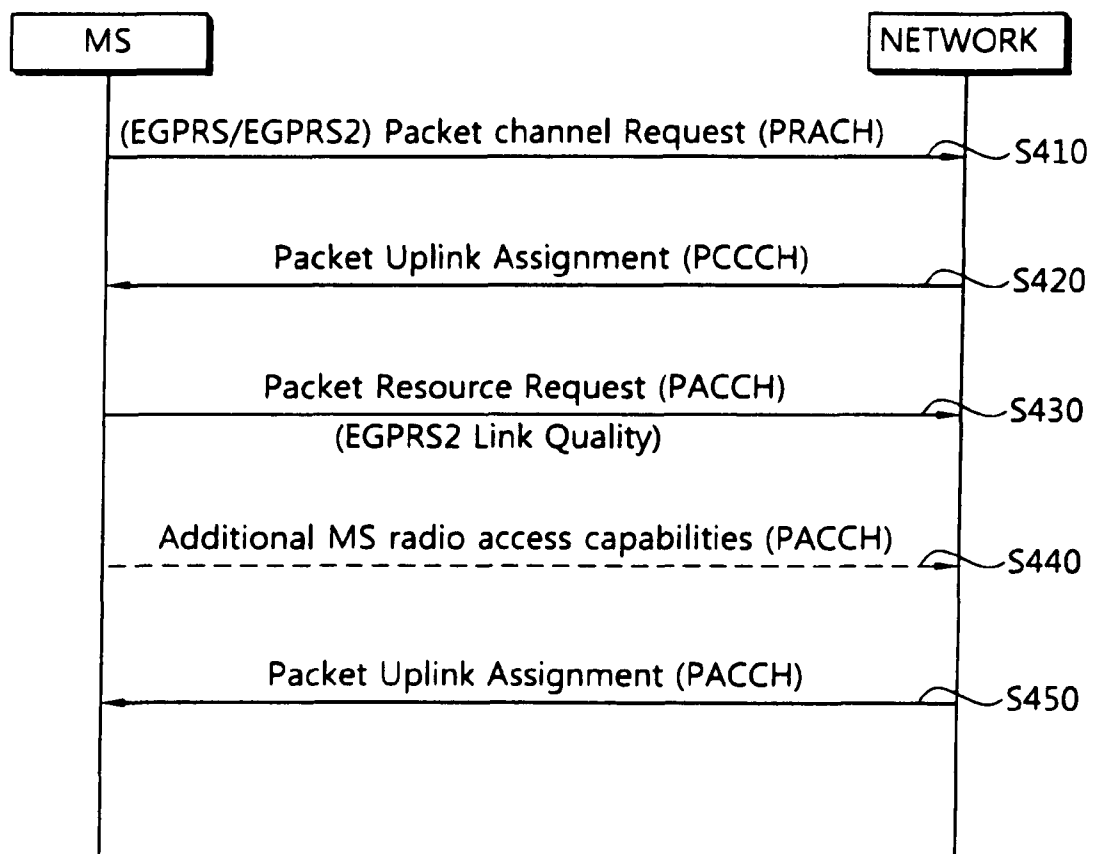 MS
NETWORK
(EGPRS/EGPRS2) Packet channel Request (PRACH)
S410
Packet Uplink Assignment (PCCCH)
S420
Packet Resource Request (PACCH)
S430
(EGPRS2 Link Quality)
Additional MS radio access capabilities (PACCH)
S440
Packet Uplink Assignment (PACCH)
S450